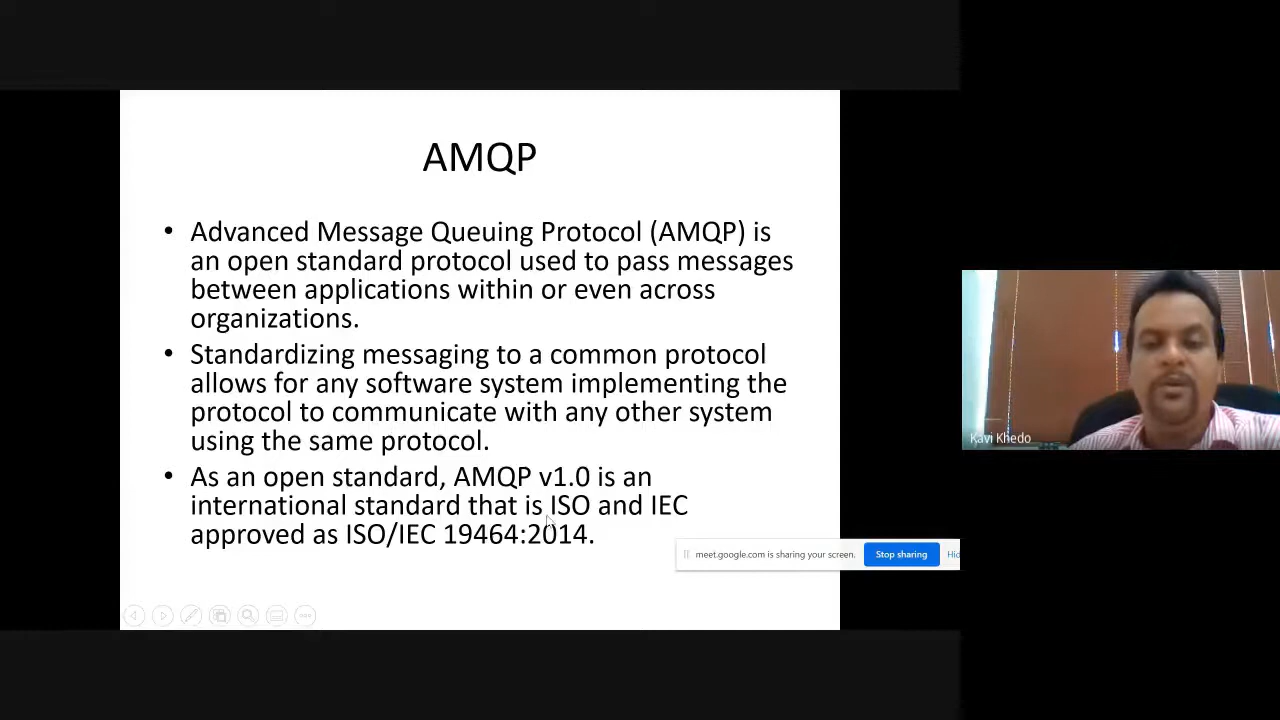 AMQP
• Advanced Message Queuing Protocol (AMQP) is
an open standard protocol used to pass messages
between applications within or even across
organizations.
• Standardizing messaging to a common protocol
allows for any software system implementing the
protocol to communicate with any other system
using the same protocol.
• As an open standard, AMQP v1.0 is an
international standard that is ISO and IEC
approved as ISO/IEC 19464:2014.
Kavi Khedo
meet.google.com is sharing your screen. Stop sharing Hid